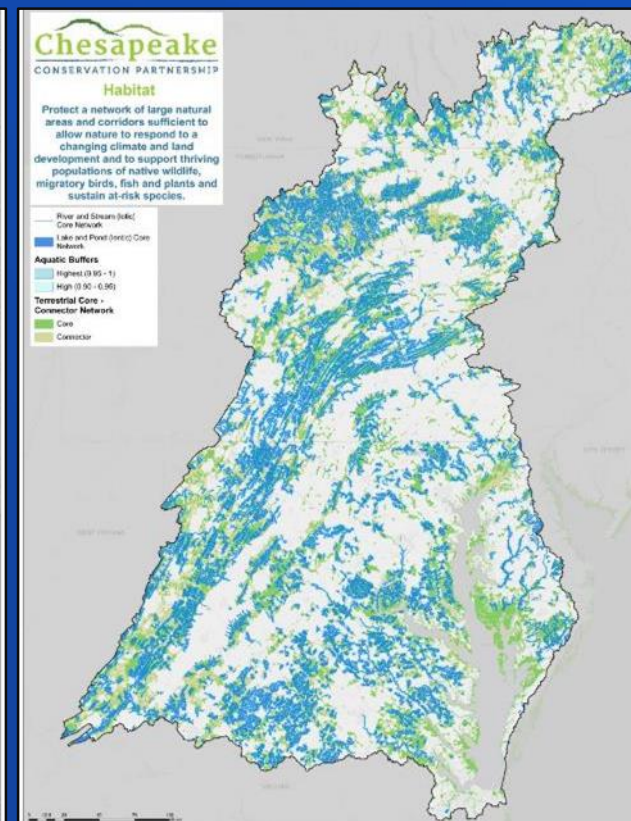 Chesapeake
CONSERVATION PARTNERSHIP
Habitat
Protect a network of large natural
areas and corridors sufficient to
allow nature to respond to a
changing climate and land
development and to support thriving
populations of native wildlife,
migratory birds, fish and plants and
sustain at-risk species.
River and Stream (lotic)
Core Network
Lake and Pond (lentic) Core
Network
Aquatic Buffers
Highest (0.95 - 1)
High (0.90 - 0.95)
Terrestrial Core -
Connector Network
Core
Connector